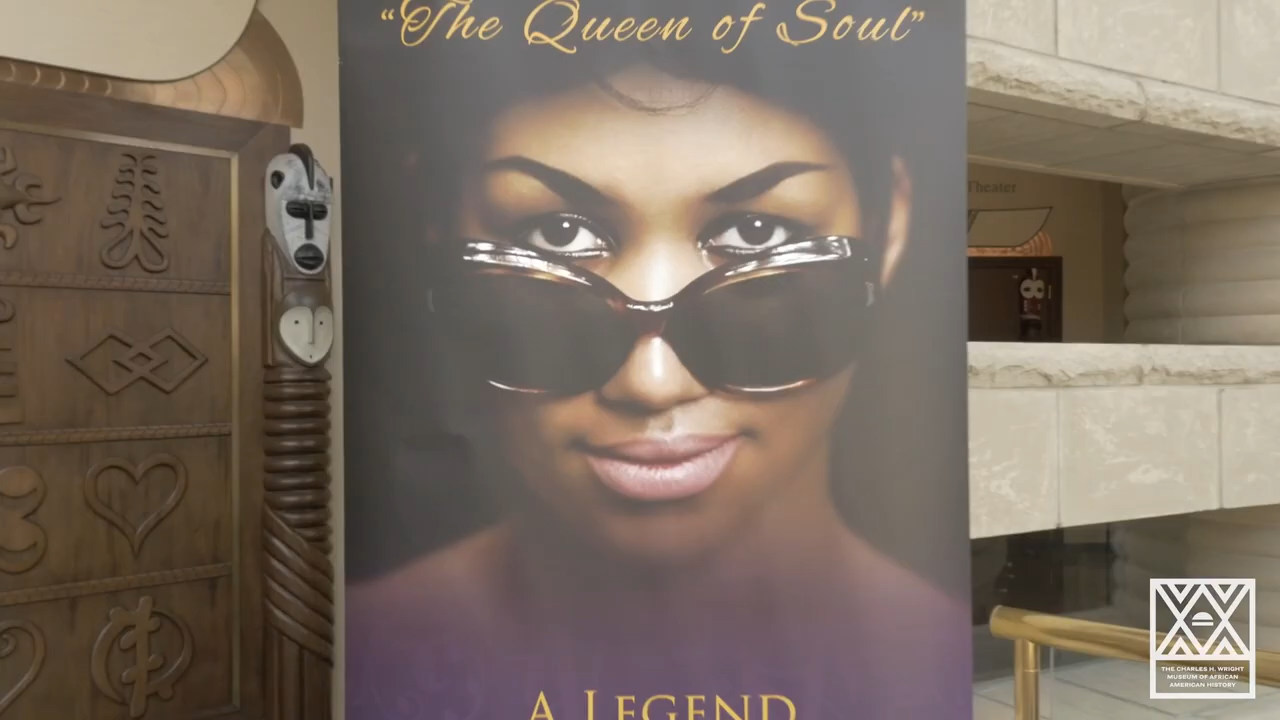 “The Queen of Soul”
Theater
A LEGEND
THE CHARLES H. WRIGHT
MUSEUM OF AFRICAN
AMERICAN HISTORY